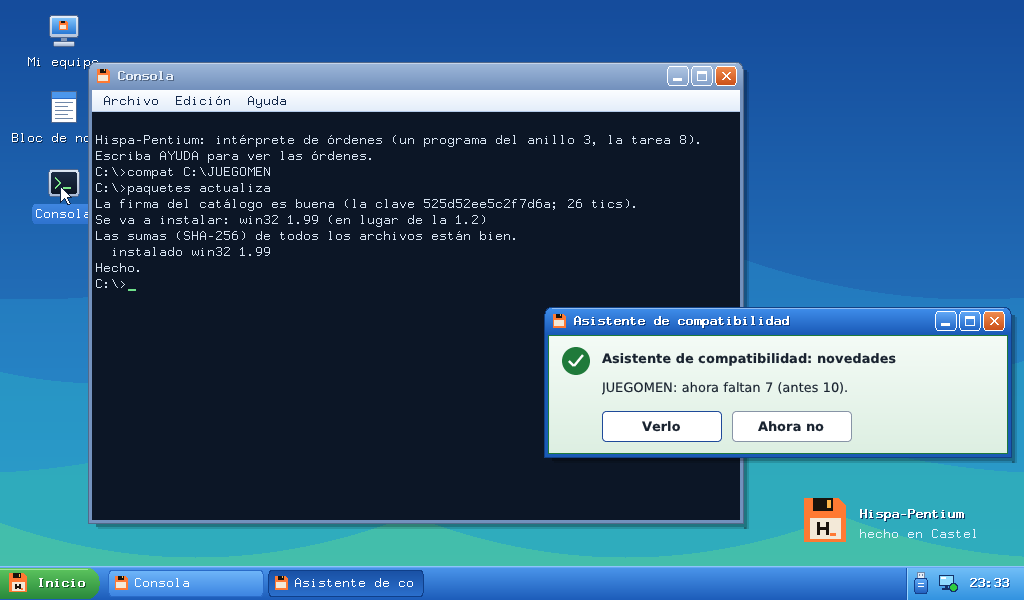 Mi equipo
Bloc de no
Consola
Consola
Archivo Edición Ayuda
Hispa-Pentium: intérprete de órdenes (un programa del anillo 3, la tarea 8).
Escriba AYUDA para ver las órdenes.
C:\>compat C:\JUEGOMEN
C:\>paquetes actualiza
La firma del catálogo es buena (la clave 525d52ee5c2f7d6a; 26 tics).
Se va a instalar: win32 1.99 (en lugar de la 1.2)
Las sumas (SHA-256) de todos los archivos están bien.
instalado win32 1.99
Hecho.
C:\>_
Asistente de compatibilidad
Asistente de compatibilidad: novedades
JUEGOMEN: ahora faltan 7 (antes 10).
Verlo Ahora no
H_
Hispa-Pentium
hecho en Castel
Inicio Consola Asistente de co 23:33